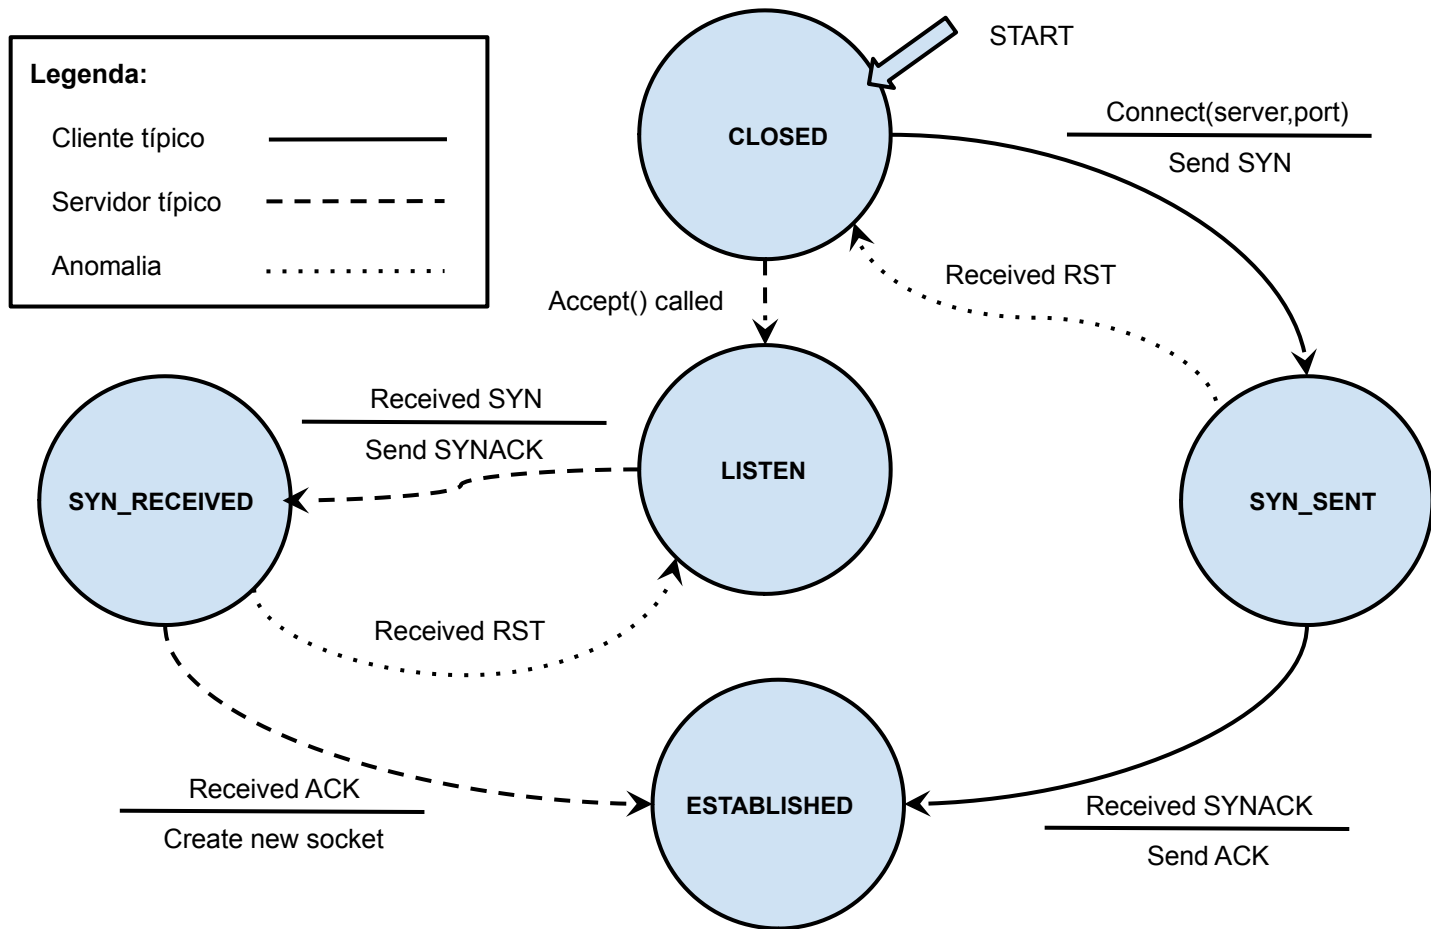 START
Legenda:
Cliente típico
Servidor típico
Anomalia
CLOSED
Connect(server,port)
Send SYN
Received RST
Accept() called
Received SYN
Send SYNACK
LISTEN
SYN_RECEIVED
SYN_SENT
Received RST
Received ACK
Create new socket
ESTABLISHED
Received SYNACK
Send ACK